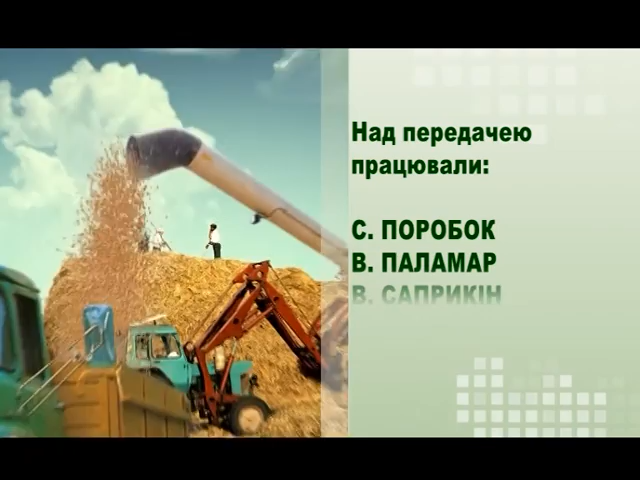 Над передачею
працювали:
С. ПОРОБОК
В. ПАЛАМАР
В. САПРИКІН